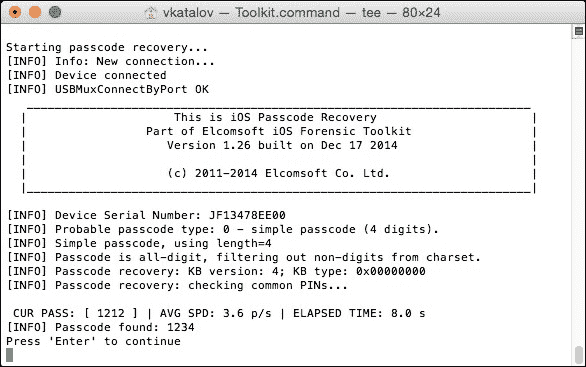 vkatalov — Toolkit.command — tee — 80×24
Starting passcode recovery...
[INFO] Info: New connection...
[INFO] Device connected
[INFO] USBMuxConnectByPort OK
This is iOS Passcode Recovery
Part of Elcomsoft iOS Forensic Toolkit
Version 1.26 built on Dec 17 2014
(c) 2011-2014 Elcomsoft Co. Ltd.
[INFO] Device Serial Number: JF13478EE00
[INFO] Probable passcode type: 0 - simple passcode (4 digits).
[INFO] Simple passcode, using length=4
[INFO] Passcode is all-digit, filtering out non-digits from charset.
[INFO] Passcode recovery: KB version: 4; KB type: 0x00000000
[INFO] Passcode recovery: checking common PINs...
CUR PASS: [ 1212 ] | AVG SPD: 3.6 p/s | ELAPSED TIME: 8.0 s
[INFO] Passcode found: 1234
Press 'Enter' to continue